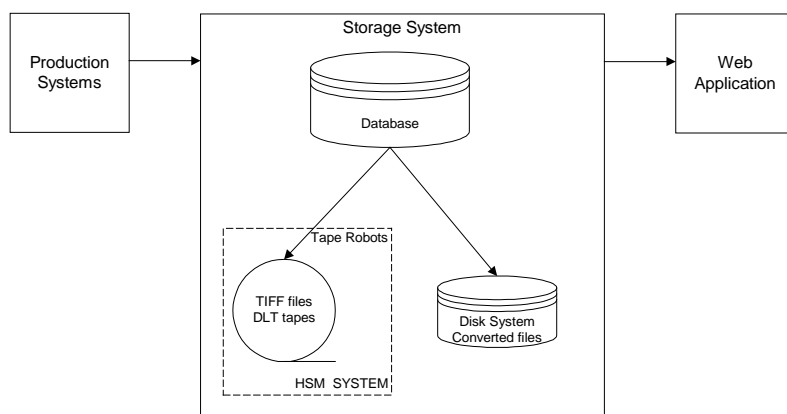 Storage System
Production
Systems
Web
Application
Database
Tape Robots
TIFF files
DLT tapes
Disk System
Converted files
HSM SYSTEM